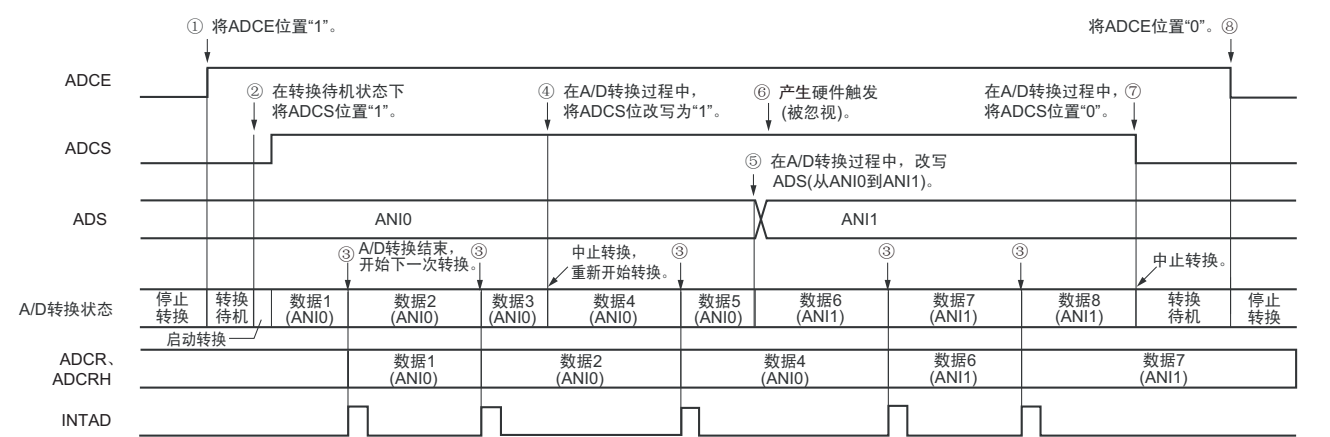 ① 将ADCE位置“1”。
将ADCE位置“0”。⑧
ADCE
② 在转换待机状态下
将ADCS位置“1”。
④ 在A/D转换过程中，
将ADCS位改写为“1”。
⑥ 产生硬件触发
(被忽视)。
在A/D转换过程中，⑦
将ADCS位置“0”。
ADCS
⑤ 在A/D转换过程中，改写
ADS(从ANI0到ANI1)。
ADS
ANI0
ANI1
③ A/D转换结束，
开始下一次转换。
③
中止转换，
重新开始转换。
③
③
③
中止转换。
A/D转换状态
停止
转换
转换
待机
数据1
(ANI0)
数据2
(ANI0)
数据3
(ANI0)
数据4
(ANI0)
数据5
(ANI0)
数据6
(ANI1)
数据7
(ANI1)
数据8
(ANI1)
转换
待机
停止
转换
启动转换
ADCR、
ADCRH
数据1
(ANI0)
数据2
(ANI0)
数据4
(ANI0)
数据6
(ANI1)
数据7
(ANI1)
INTAD